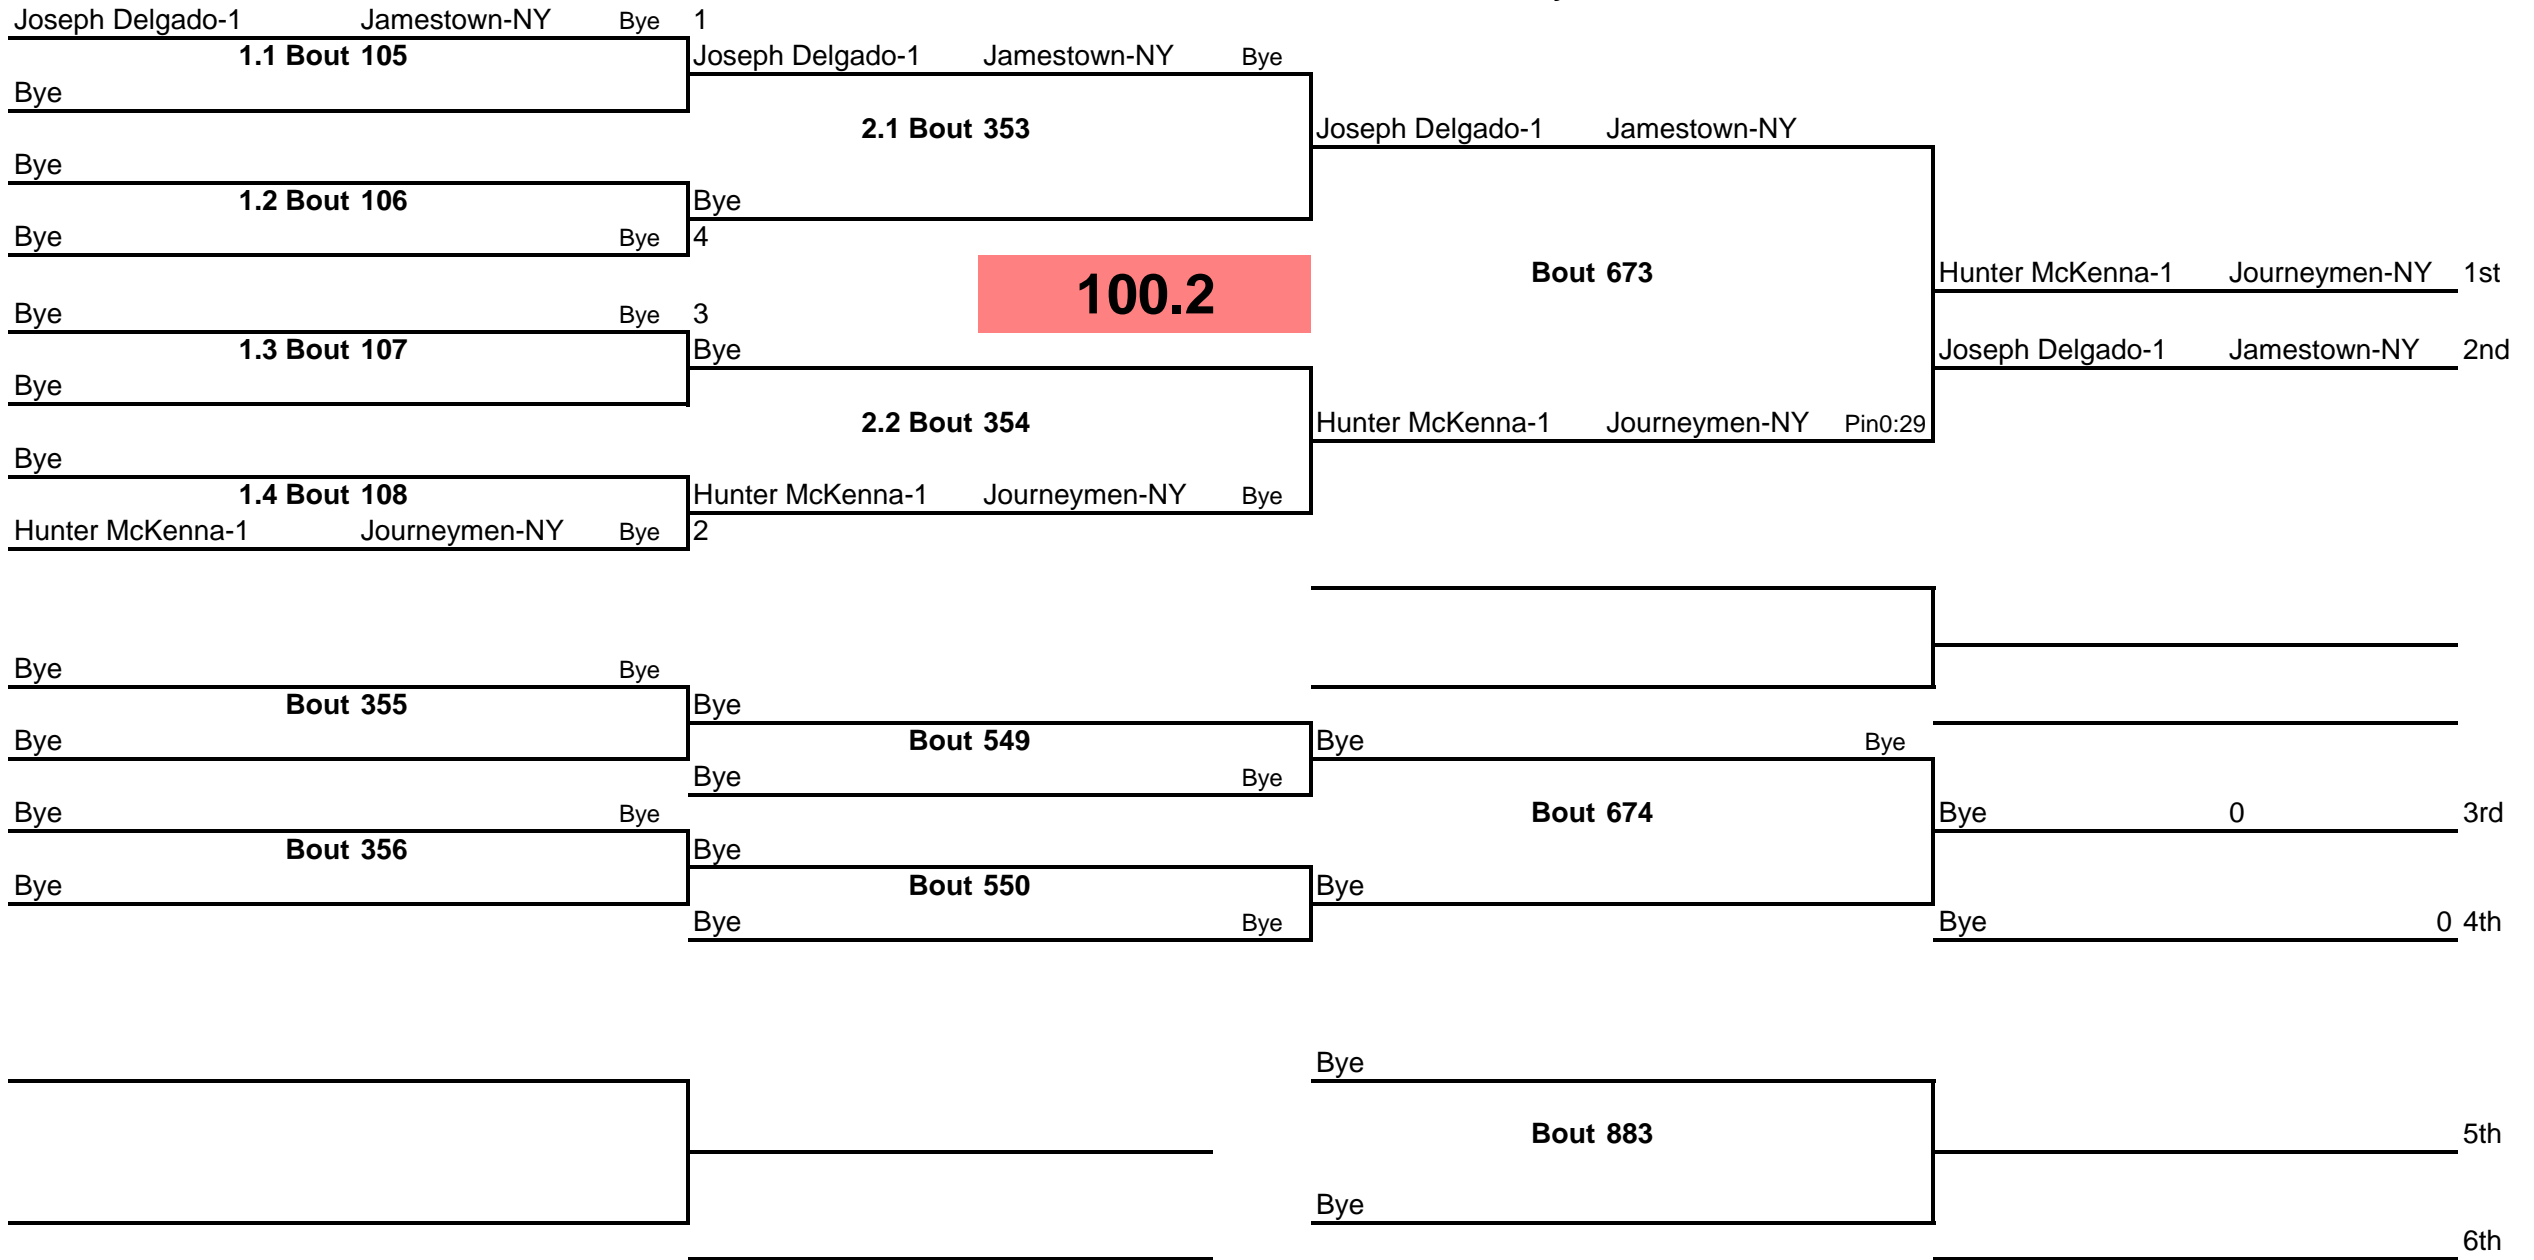 Joseph Delgado-1 Jamestown-NY Bye 1
1.1 Bout 105 Joseph Delgado-1 Jamestown-NY Bye
Bye
2.1 Bout 353 Joseph Delgado-1 Jamestown-NY
Bye
1.2 Bout 106 Bye
Bye Bye 4
100.2 Bout 673 Hunter McKenna-1 Journeymen-NY 1st
Bye Bye 3
1.3 Bout 107 Bye Joseph Delgado-1 Jamestown-NY 2nd
Bye
2.2 Bout 354 Hunter McKenna-1 Journeymen-NY Pin0:29
Bye
1.4 Bout 108 Hunter McKenna-1 Journeymen-NY Bye
Hunter McKenna-1 Journeymen-NY Bye 2
Bye Bye
Bout 355 Bye
Bye Bout 549 Bye Bye
Bye Bye
Bye Bye Bout 674 Bye 0 3rd
Bout 356 Bye
Bye Bout 550 Bye
Bye Bye Bye 0 4th
Bye
Bout 883 5th
Bye
6th